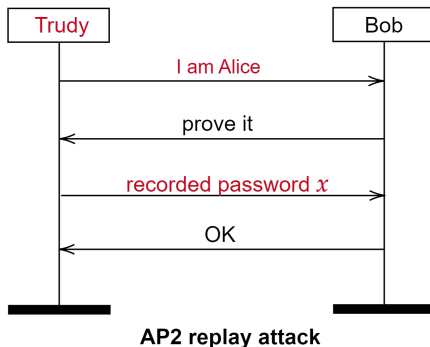 Trudy
Bob
I am Alice
prove it
recorded password x
OK
AP2 replay attack